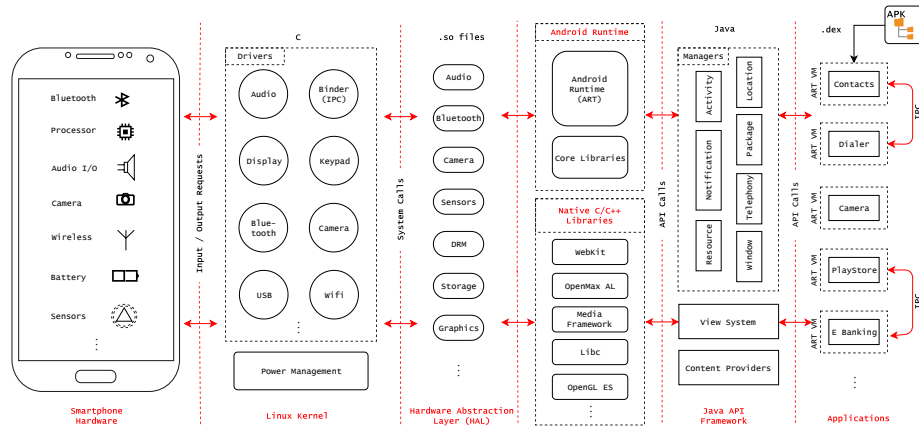 Bluetooth
Processor
Audio I/O
Camera
Wireless
Battery
Sensors
Smartphone
Hardware
Input / Output Requests
C
Drivers
Audio
Binder
(IPC)
Display
Keypad
Blue-
tooth
Camera
USB
Wifi
Power Management
Linux Kernel
System Calls
.so files
Audio
Bluetooth
Camera
Sensors
DRM
Storage
Graphics
Hardware Abstraction
Layer (HAL)
Android Runtime
Android
Runtime
(ART)
Core Libraries
Native C/C++
Libraries
WebKit
OpenMax AL
Media
Framework
Libc
OpenGL ES
API Calls
Java
Managers
Activity
Location
Notification
Package
Telephony
Resource
Window
View System
Content Providers
Java API
Framework
API Calls
.dex
APK
ART VM
Contacts
IPC
ART VM
Dialer
ART VM
Camera
ART VM
PlayStore
IPC
ART VM
E Banking
Applications